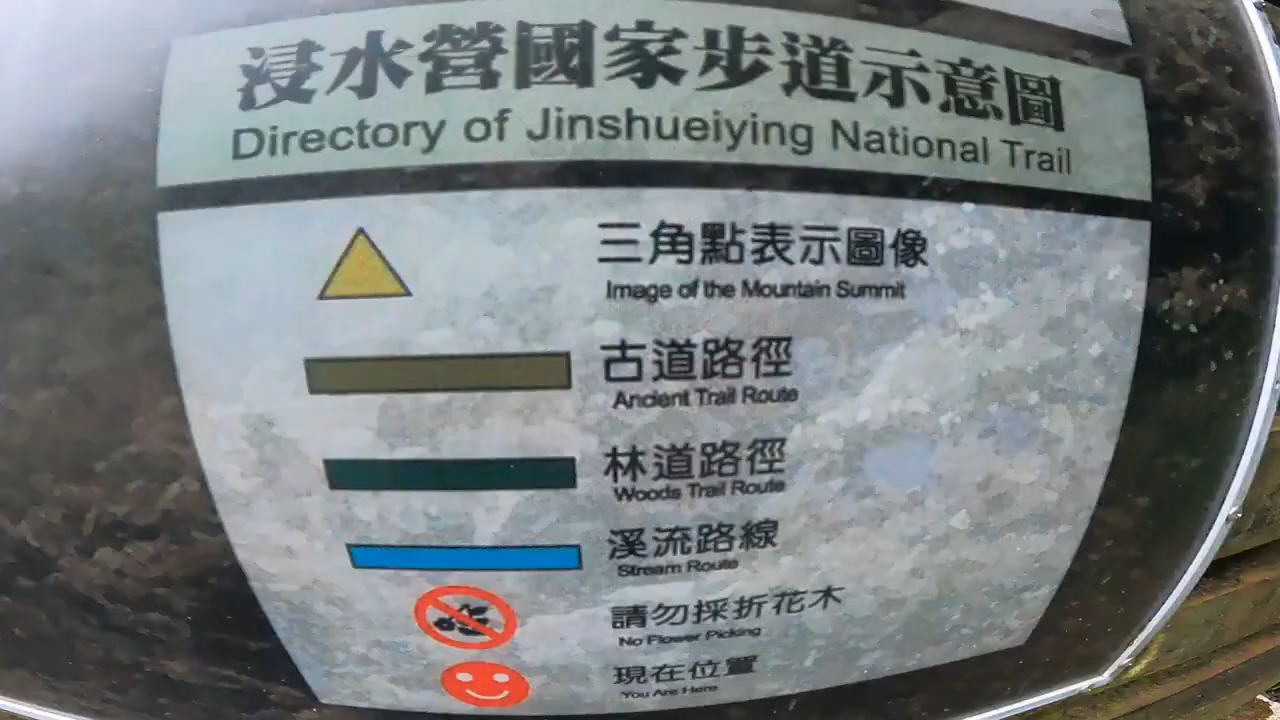 浸水營國家步道示意圖
Directory of Jinshueiying National Trail
三角點表示圖像
Image of the Mountain Summit
古道路徑
Ancient Trail Route
林道路徑
Woods Trail Route
溪流路線
Stream Route
請勿採折花木
No Flower Picking
現在位置
You Are Here